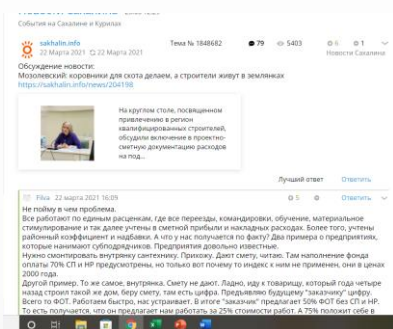 События на Сахалине и Курилах
sakhalin.info
Тема № 1848682
79
5403
6
1
22 Марта 2021
22 Марта 2021
Новости Сахалина
Обсуждение новости:
Мозолевский: коровники для скота делаем, а строители живут в землянках
https://sakhalin.info/news/204198
На круглом столе, посвященном
привлечению в регион
квалифицированных строителей,
обсудили включение в проектно-
сметную документацию расходов
на под...
Лучший ответ
Ответить
22 марта 2021 16:09
5
Ответить
Не пойму в чем проблема.
Все работают по единым расценкам, где все переезды, командировки, обучение, материальное
стимулирование и так далее учтены в сметной прибыли и накладных расходах. Более того, учтены
районный коэффициент и надбавки. А что у нас получается по факту? Два примера о предприятиях,
которые нанимают субподрядчиков. Предприятия довольно известные.
Нужно смонтировать внутрянку сантехнику. Прихожу. Дают смету, читаю. Там наполнение фонда
оплаты 70% СП и НР предусмотрены, но только вот почему то индекс к ним не применен, они в ценах
2000 года.
Другой пример. То же самое, внутрянка. Смету не дают. Ладно, иду к товарищу, который года четыре
назад строил такой же дом, беру смету, там есть цифра. Предъявляю будущему "заказчику" цифру.
Всего то ФОТ. Работаем быстро, нас устраивает. В итоге "заказчик" предлагает 50% ФОТ без СП и НР.
То есть получается, что он предлагает нам работать за 25% стоимости работ. А 75% положит себе в